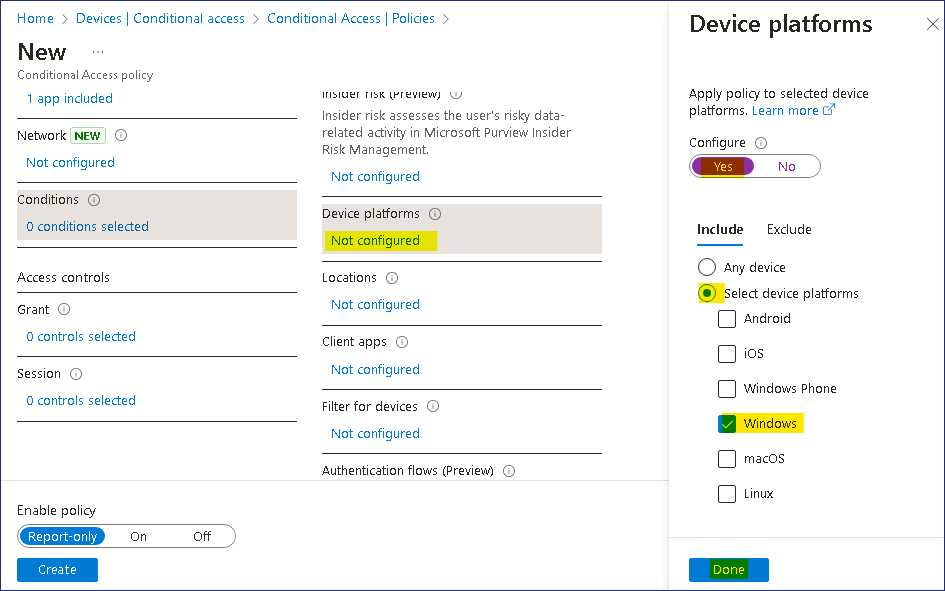 Home > Devices | Conditional access > Conditional Access | Policies >
New ...
Conditional Access policy
1 app included
Network NEW
Not configured
Conditions
0 conditions selected
Access controls
Grant
0 controls selected
Session
0 controls selected
Insider risk (Preview)
Insider risk assesses the user's risky data-
related activity in Microsoft Purview Insider
Risk Management.
Not configured
Device platforms
Not configured
Locations
Not configured
Client apps
Not configured
Filter for devices
Not configured
Authentication flows (Preview)
Enable policy
Report-only On Off
Create
Device platforms
Apply policy to selected device
platforms. Learn more
Configure
Yes No
Include Exclude
Any device
Select device platforms
Android
iOS
Windows Phone
Windows
macOS
Linux
Done